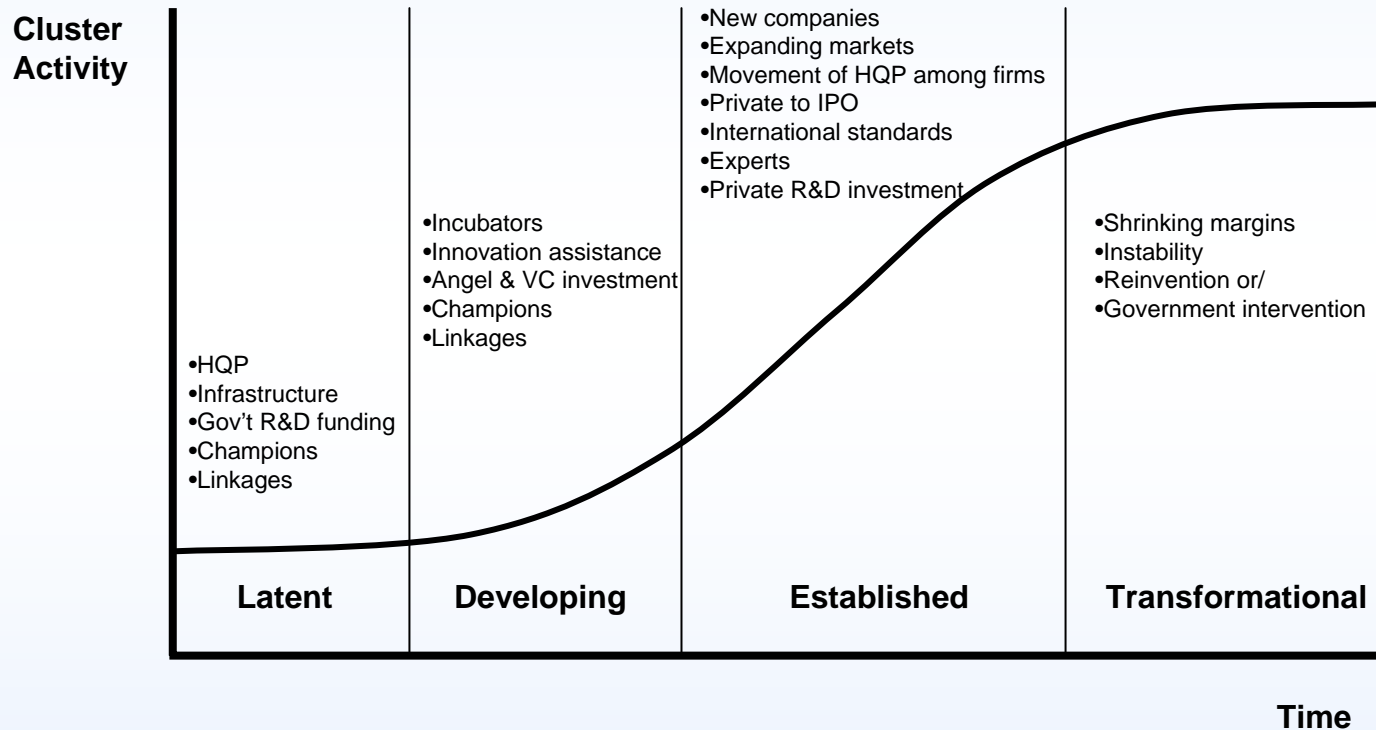 Cluster
Activity
•New companies
•Expanding markets
•Movement of HQP among firms
•Private to IPO
•International standards
•Experts
•Private R&D investment
•Incubators
•Innovation assistance
•Angel & VC investment
•Champions
•Linkages
•Shrinking margins
•Instability
•Reinvention or/
•Government intervention
•HQP
•Infrastructure
•Gov’t R&D funding
•Champions
•Linkages
Latent
Developing
Established
Transformational
Time